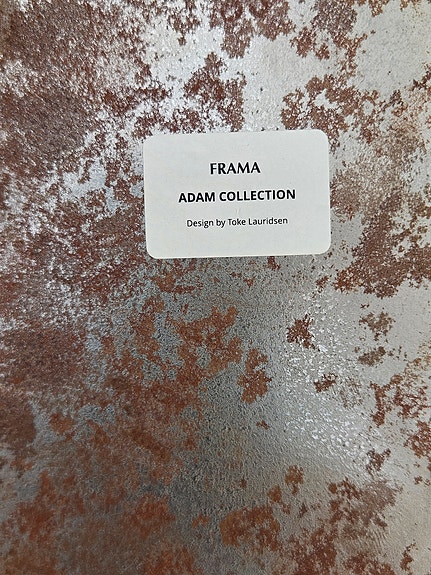 FRAMA
ADAM COLLECTION
Design by Toke Lauridsen